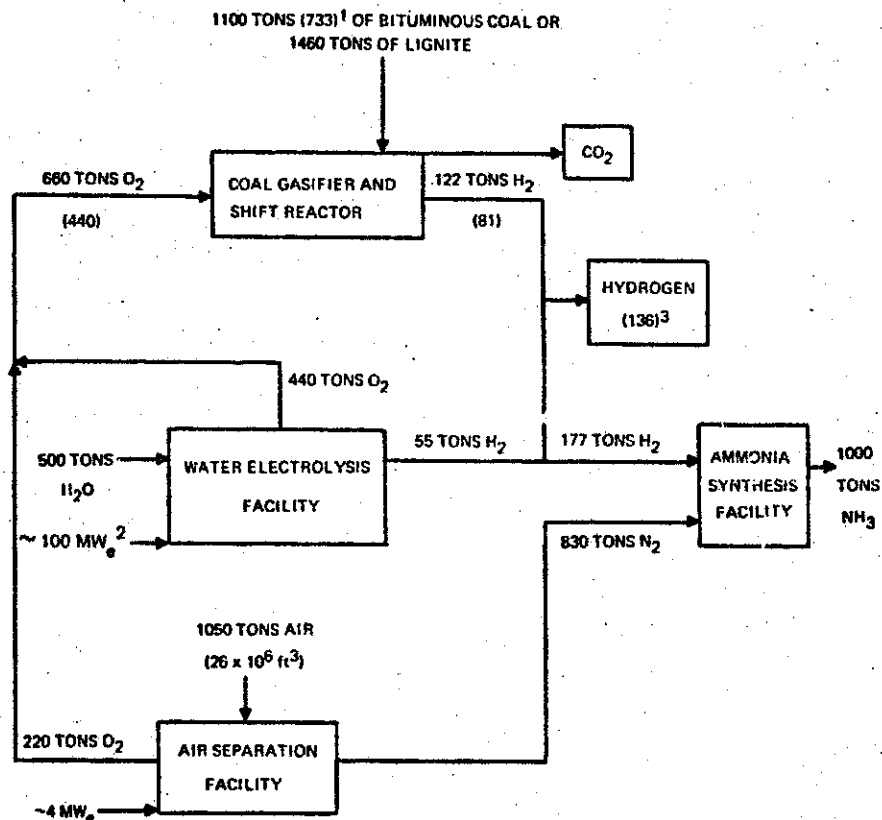 1100 TONS (733)¹ OF BITUMINOUS COAL OR
1460 TONS OF LIGNITE
CO₂
660 TONS O₂
(440)
COAL GASIFIER AND
SHIFT REACTOR
122 TONS H₂
(81)
HYDROGEN
(136)³
440 TONS O₂
500 TONS
H₂O
~ 100 MWₑ²
WATER ELECTROLYSIS
FACILITY
55 TONS H₂
177 TONS H₂
AMMONIA
SYNTHESIS
FACILITY
1000
TONS
NH₃
830 TONS N₂
1050 TONS AIR
(26 x 10⁶ ft³)
220 TONS O₂
AIR SEPARATION
FACILITY
~4 MWₑ